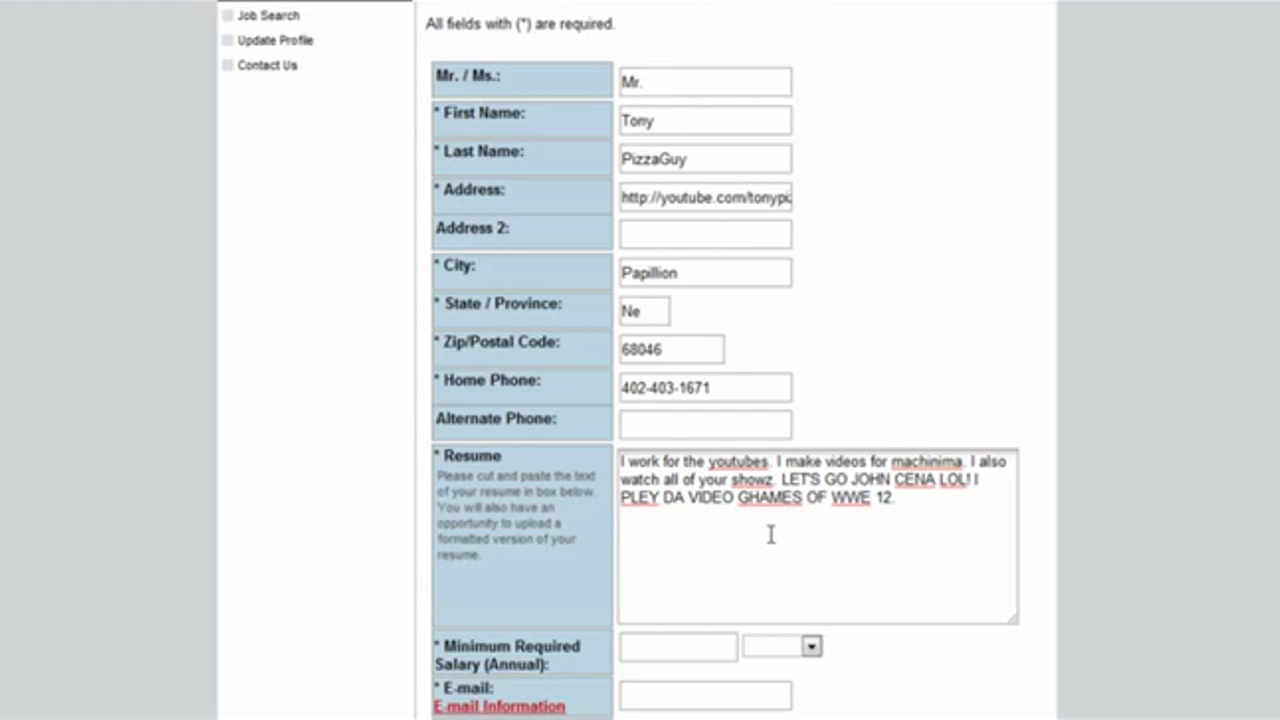 Job Search
Update Profile
Contact Us
All fields with (*) are required.
Mr. / Ms.: Mr.
* First Name: Tony
* Last Name: PizzaGuy
* Address: http://youtube.com/tonypiz
Address 2:
* City: Papillion
* State / Province: Ne
* Zip/Postal Code: 68046
* Home Phone: 402-403-1671
Alternate Phone:
* Resume
Please cut and paste the text
of your resume in box below.
You will also have an
opportunity to upload a
formatted version of your
resume.
I work for the youtubes. I make videos for machinima. I also
watch all of your showz. LET'S GO JOHN CENA LOL! I
PLEY DA VIDEO GHAMES OF WWE 12.
* Minimum Required
Salary (Annual):
* E-mail:
E-mail Information